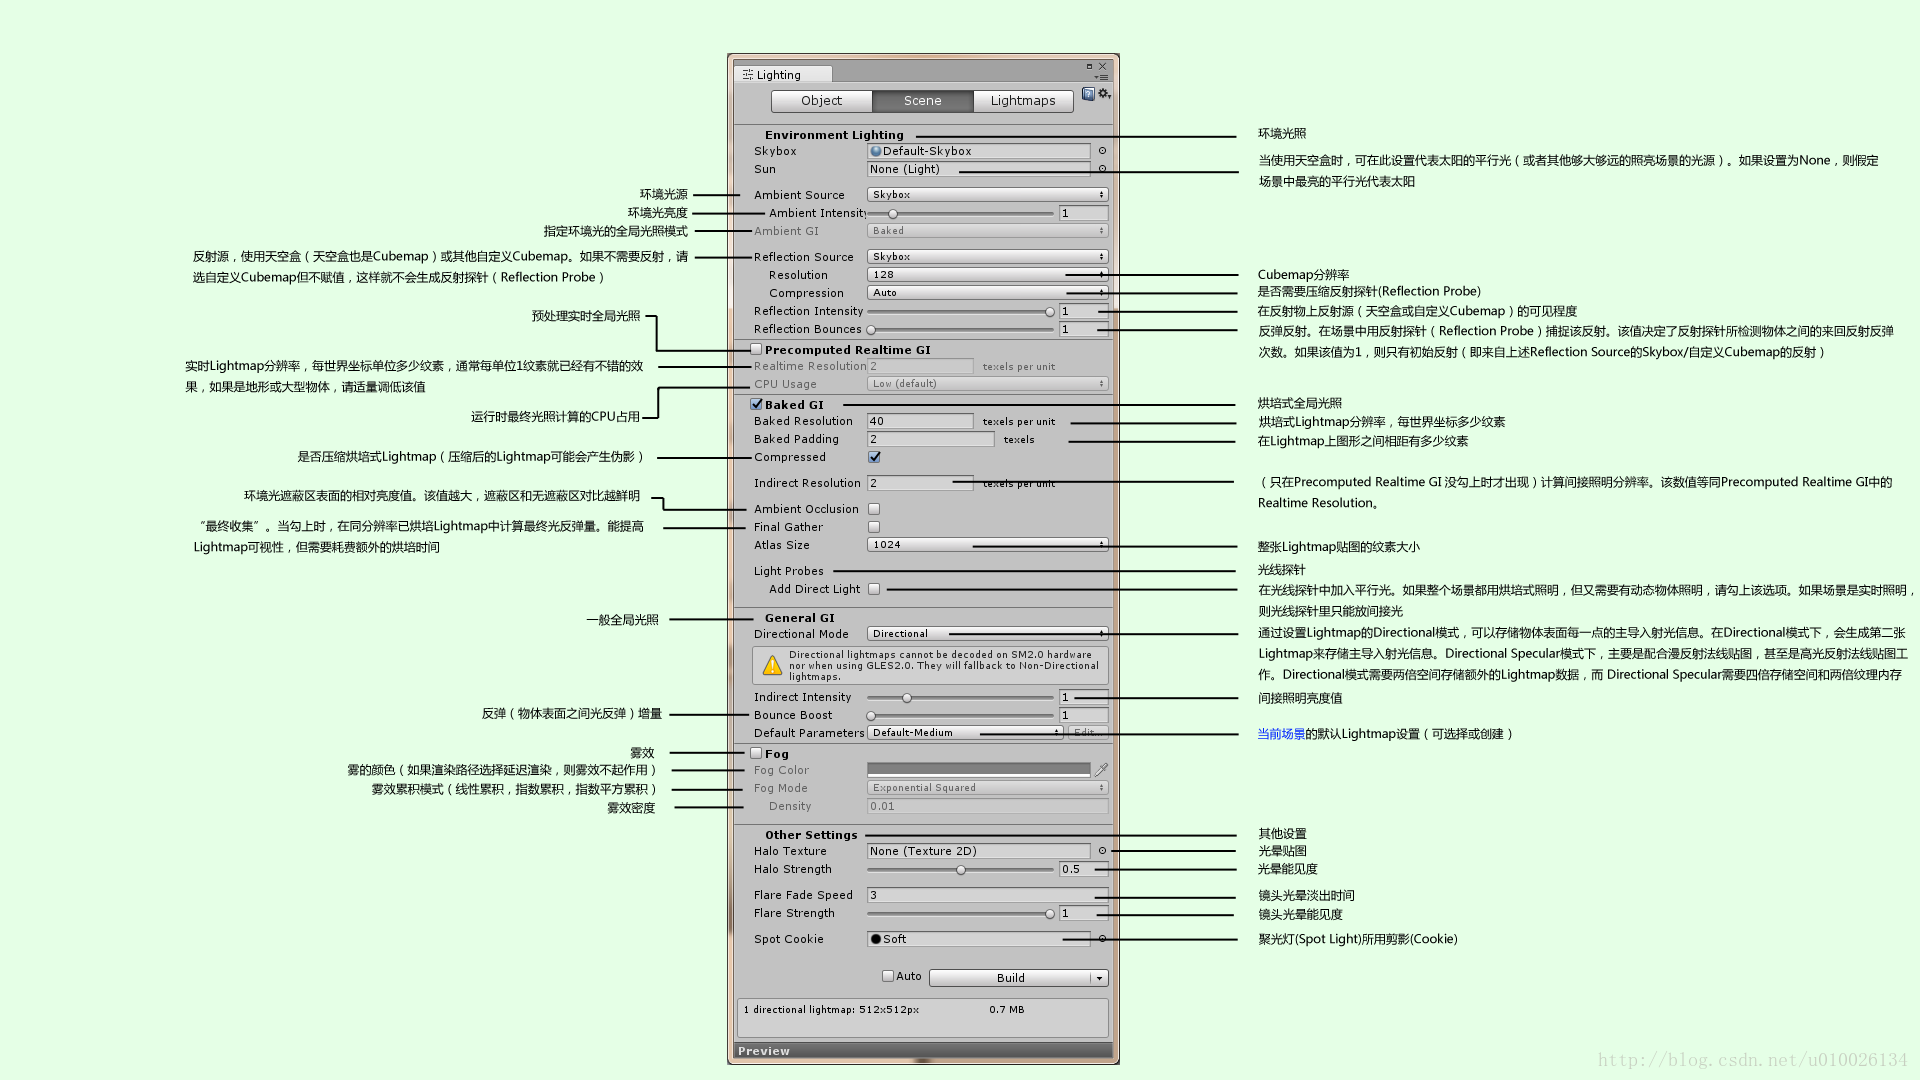 Lighting
Object
Scene
Lightmaps
Environment Lighting
环境光照
Skybox
Default-Skybox
Sun
None (Light)
当使用天空盒时，可在此设置代表太阳的平行光（或者其他够大够远的照亮场景的光源）。如果设置为None，则假定
场景中最亮的平行光代表太阳
环境光源
Ambient Source
Skybox
环境光亮度
Ambient Intensity
1
指定环境光的全局光照模式
Ambient GI
Baked
反射源，使用天空盒（天空盒也是Cubemap）或其他自定义Cubemap。如果不需要反射，请
选自定义Cubemap但不赋值，这样就不会生成反射探针（Reflection Probe）
Reflection Source
Skybox
Resolution
128
Cubemap分辨率
Compression
Auto
是否需要压缩反射探针(Reflection Probe)
Reflection Intensity
1
在反射物上反射源（天空盒或自定义Cubemap）的可见程度
Reflection Bounces
1
反弹反射。在场景中用反射探针（Reflection Probe）捕捉该反射。该值决定了反射探针所检测物体之间的来回反射反弹
次数。如果该值为1，则只有初始反射（即来自上述Reflection Source的Skybox/自定义Cubemap的反射）
预处理实时全局光照
Precomputed Realtime GI
实时Lightmap分辨率，每世界坐标单位多少纹素，通常每单位1纹素就已经有不错的效
果，如果是地形或大型物体，请适量调低该值
Realtime Resolution
2
texels per unit
运行时最终光照计算的CPU占用
CPU Usage
Low (default)
Baked GI
烘培式全局光照
Baked Resolution
40
texels per unit
烘培式Lightmap分辨率，每世界坐标多少纹素
Baked Padding
2
texels
在Lightmap上图形之间相距有多少纹素
是否压缩烘培式Lightmap（压缩后的Lightmap可能会产生伪影）
Compressed
Indirect Resolution
2
texels per unit
（只在Precomputed Realtime GI 没勾上时才出现）计算间接照明分辨率。该数值等同Precomputed Realtime GI中的
Realtime Resolution。
环境光遮蔽区表面的相对亮度值。该值越大，遮蔽区和无遮蔽区对比越鲜明
Ambient Occlusion
“最终收集”。当勾上时，在同分辨率已烘培Lightmap中计算最终光反弹量。能提高
Lightmap可视性，但需要耗费额外的烘培时间
Final Gather
Atlas Size
1024
整张Lightmap贴图的纹素大小
Light Probes
光线探针
Add Direct Light
在光线探针中加入平行光。如果整个场景都用烘培式照明，但又需要有动态物体照明，请勾上该选项。如果场景是实时照明，
则光线探针里只能放间接光
一般全局光照
General GI
Directional Mode
Directional
通过设置Lightmap的Directional模式，可以存储物体表面每一点的主导入射光信息。在Directional模式下，会生成第二张
Lightmap来存储主导入射光信息。Directional Specular模式下，主要是配合漫反射法线贴图，甚至是高光反射法线贴图工
作。Directional模式需要两倍空间存储额外的Lightmap数据，而 Directional Specular需要四倍存储空间和两倍纹理内存
Directional lightmaps cannot be decoded on SM2.0 hardware
nor when using GLES2.0. They will fallback to Non-Directional
lightmaps.
Indirect Intensity
1
间接照明亮度值
反弹（物体表面之间光反弹）增量
Bounce Boost
1
Default Parameters
Default-Medium
Edit...
当前场景的默认Lightmap设置（可选择或创建）
雾效
Fog
雾的颜色（如果渲染路径选择延迟渲染，则雾效不起作用）
Fog Color
雾效累积模式（线性累积，指数累积，指数平方累积）
Fog Mode
Exponential Squared
雾效密度
Density
0.01
Other Settings
其他设置
Halo Texture
None (Texture 2D)
光晕贴图
Halo Strength
0.5
光晕能见度
Flare Fade Speed
3
镜头光晕淡出时间
Flare Strength
1
镜头光晕能见度
Spot Cookie
Soft
聚光灯(Spot Light)所用剪影(Cookie)
Auto
Build
1 directional lightmap: 512x512px
0.7 MB
Preview
http://blog.csdn.net/u010026134